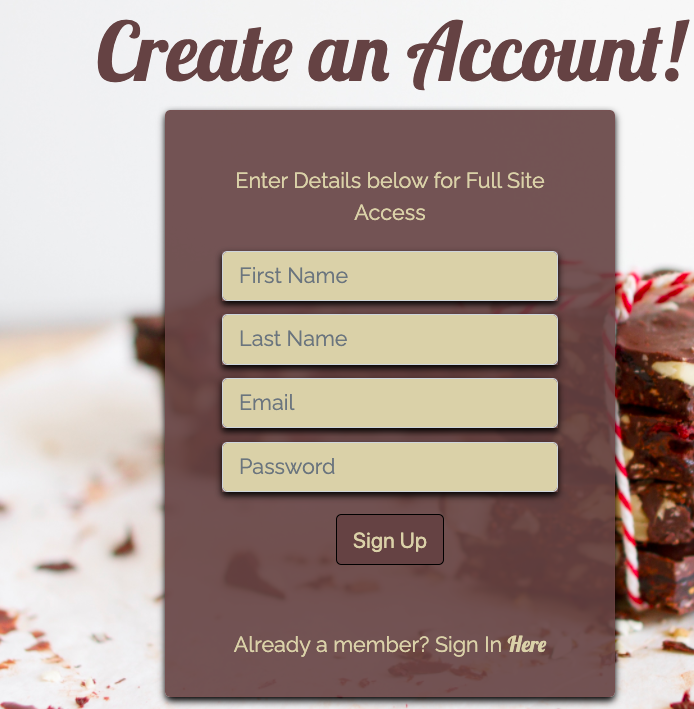 Create an Account!
Enter Details below for Full Site
Access
First Name
Last Name
Email
Password
Sign Up
Already a member? Sign In Here